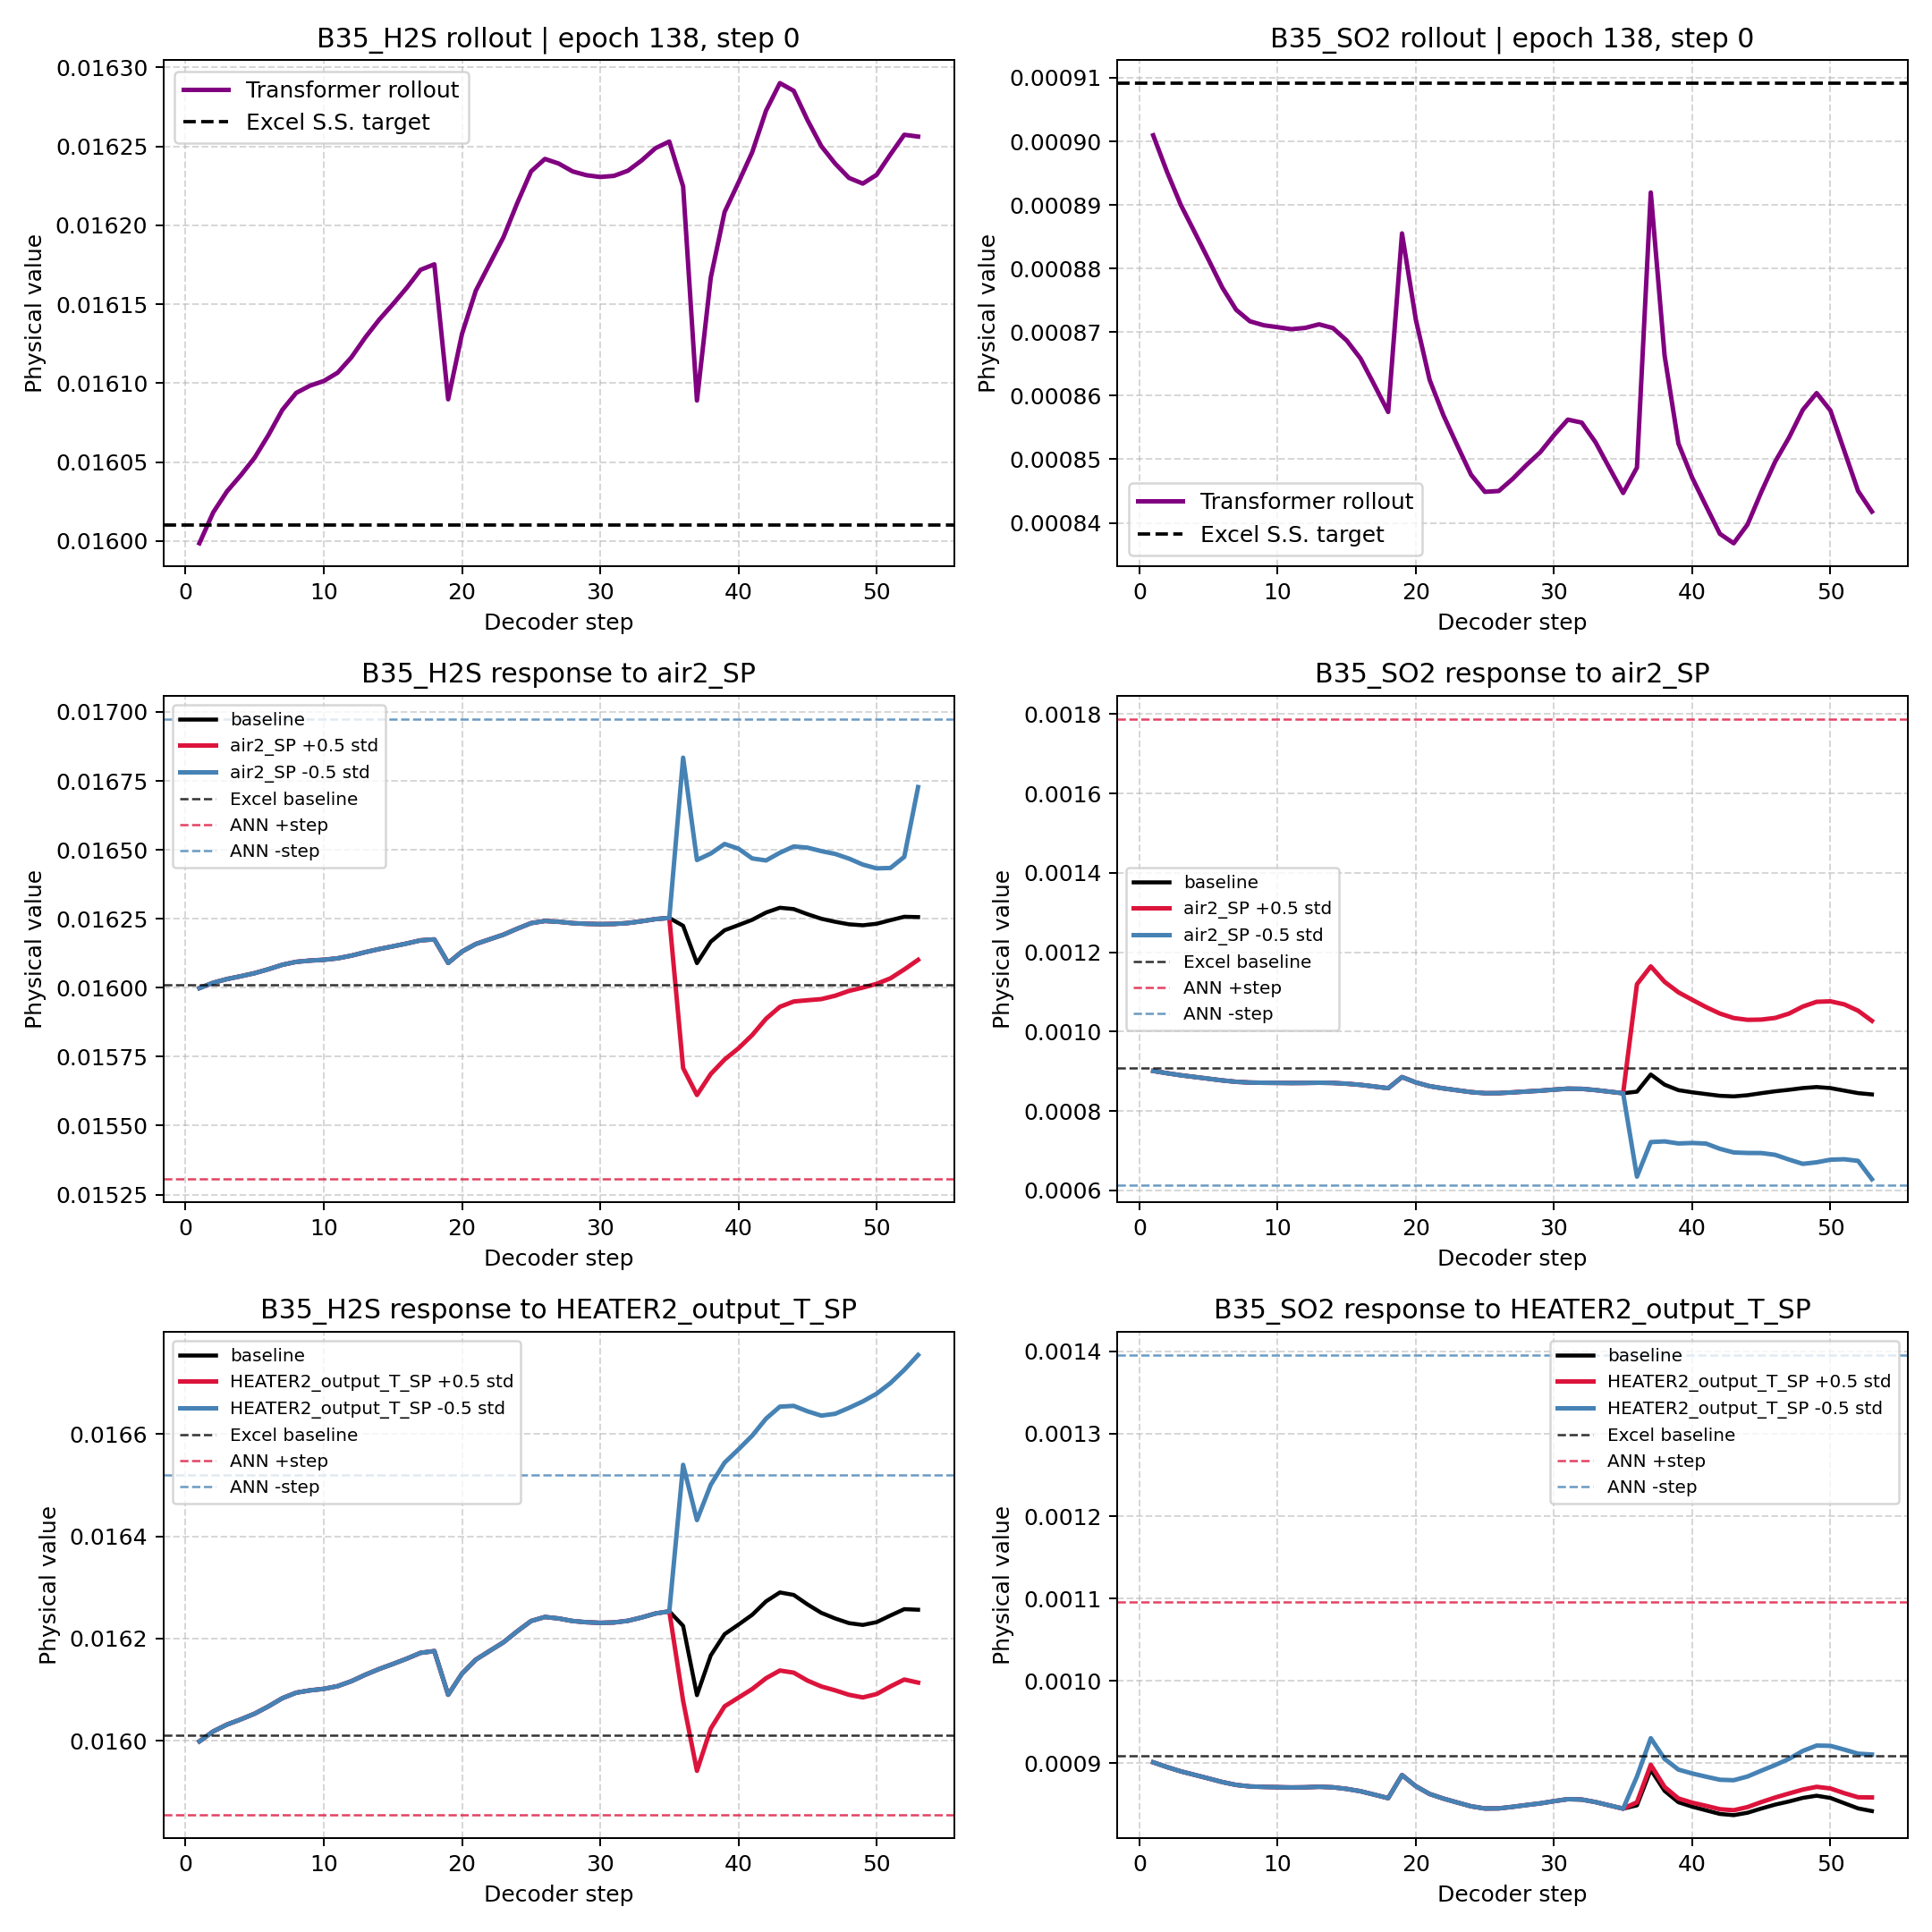 B35_H2S rollout | epoch 138, step 0
Physical value
0.01630
0.01625
0.01620
0.01615
0.01610
0.01605
0.01600
Transformer rollout
Excel S.S. target
0 10 20 30 40 50
Decoder step
B35_SO2 rollout | epoch 138, step 0
Physical value
0.00091
0.00090
0.00089
0.00088
0.00087
0.00086
0.00085
0.00084
Transformer rollout
Excel S.S. target
0 10 20 30 40 50
Decoder step
B35_H2S response to air2_SP
Physical value
0.01700
0.01675
0.01650
0.01625
0.01600
0.01575
0.01550
0.01525
baseline
air2_SP +0.5 std
air2_SP -0.5 std
Excel baseline
ANN +step
ANN -step
0 10 20 30 40 50
Decoder step
B35_SO2 response to air2_SP
Physical value
0.0018
0.0016
0.0014
0.0012
0.0010
0.0008
0.0006
baseline
air2_SP +0.5 std
air2_SP -0.5 std
Excel baseline
ANN +step
ANN -step
0 10 20 30 40 50
Decoder step
B35_H2S response to HEATER2_output_T_SP
Physical value
0.0166
0.0164
0.0162
0.0160
baseline
HEATER2_output_T_SP +0.5 std
HEATER2_output_T_SP -0.5 std
Excel baseline
ANN +step
ANN -step
0 10 20 30 40 50
Decoder step
B35_SO2 response to HEATER2_output_T_SP
Physical value
0.0014
0.0013
0.0012
0.0011
0.0010
0.0009
baseline
HEATER2_output_T_SP +0.5 std
HEATER2_output_T_SP -0.5 std
Excel baseline
ANN +step
ANN -step
0 10 20 30 40 50
Decoder step